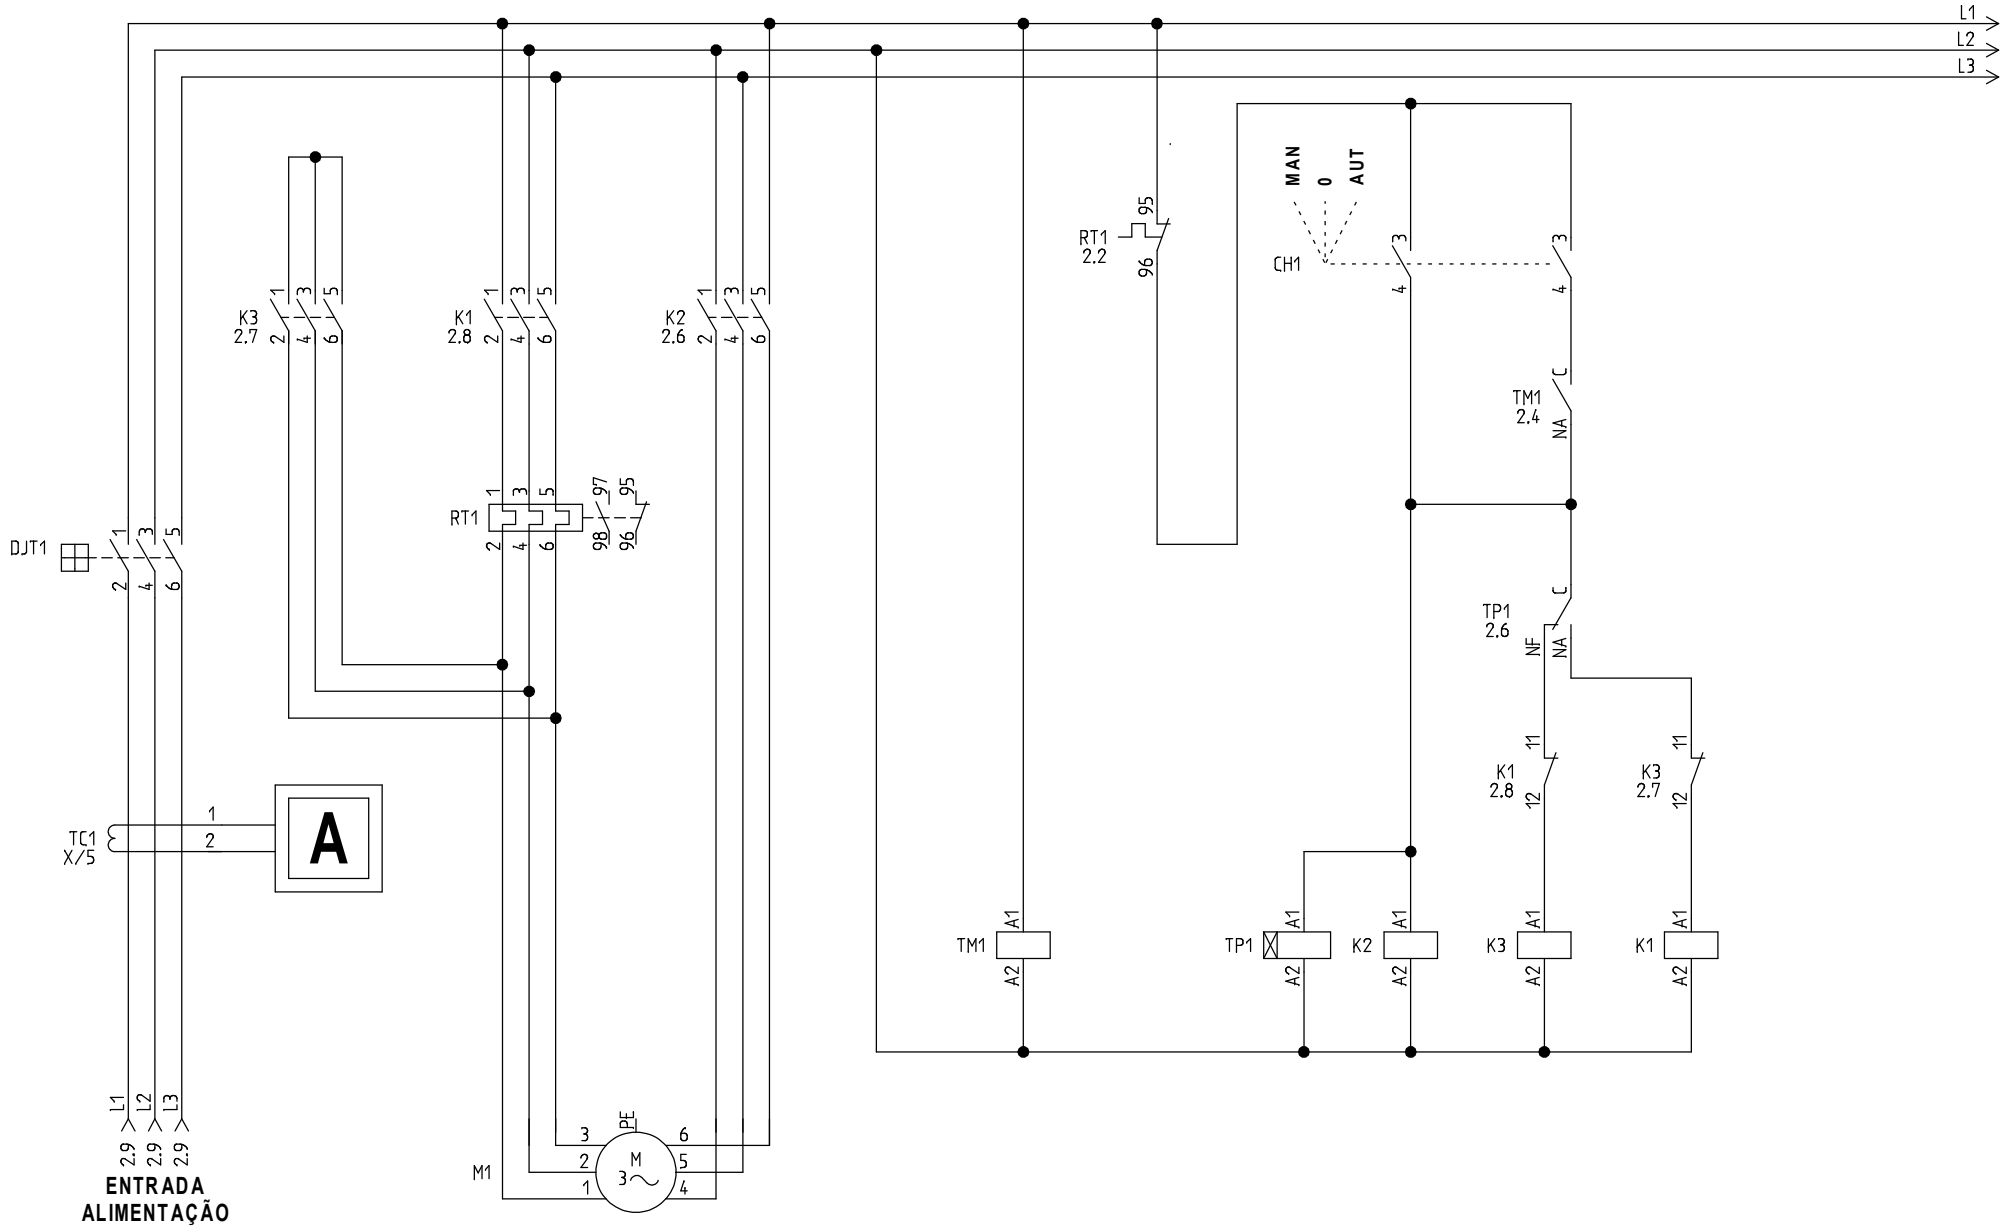 L1
L2
L3
MAN
0
AUT
95
RT1
2.2
96
CH1
3
4
3
4
K3
2.7
1
3
5
2
4
6
K1
2.8
1
3
5
2
4
6
K2
2.6
1
3
5
2
4
6
C
TM1
2.4
NA
RT1
1
3
5
2
4
6
97
95
98
96
DJT1
1
3
5
2
4
6
C
TP1
2.6
NF
NA
11
K1
2.8
12
11
K3
2.7
12
TC1
X/5
1
2
A
A1
TM1
A2
A1
TP1
A2
A1
K2
A2
A1
K3
A2
A1
K1
A2
L1
L2
L3
2.9
2.9
2.9
ENTRADA
ALIMENTAÇÃO
M1
PE
3
2
1
M
3~
6
5
4